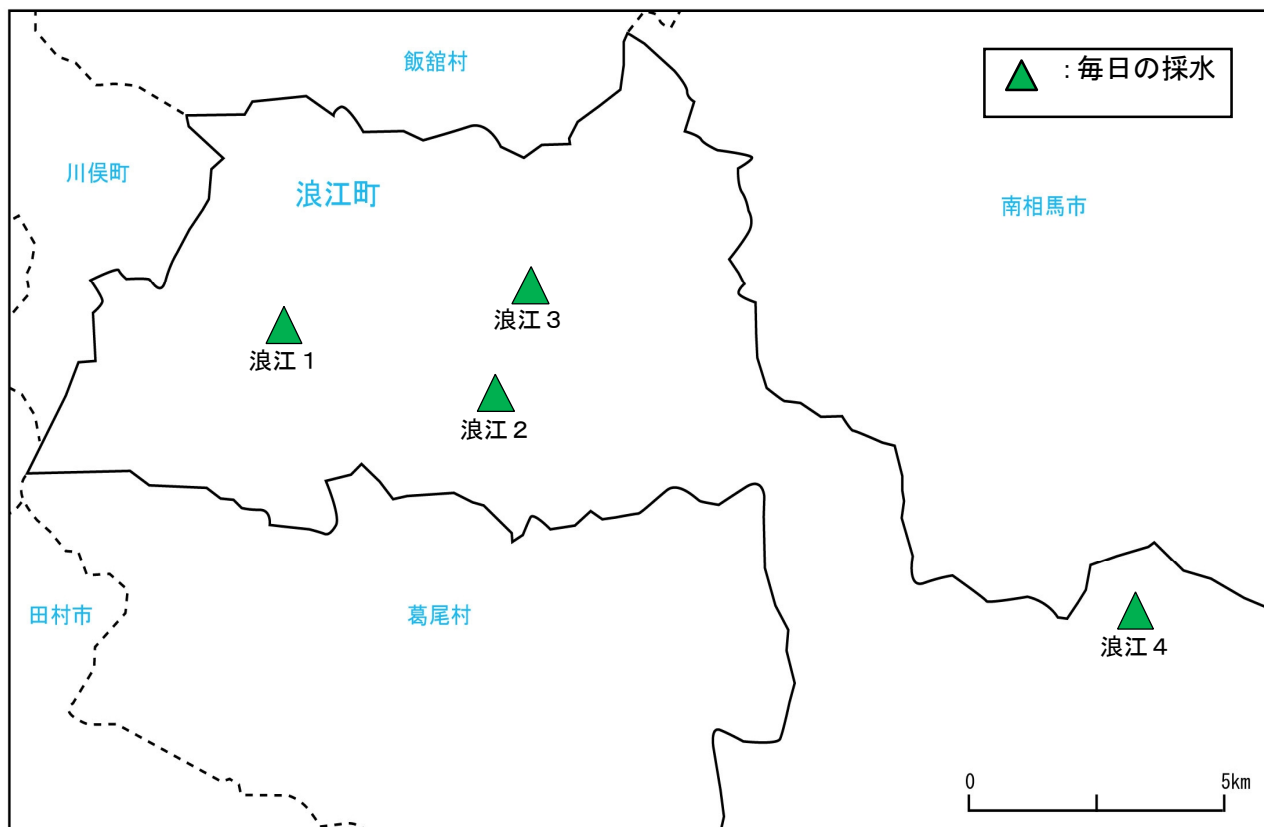 飯舘村
▲ : 毎日の採水
川俣町
浪江町
南相馬市
浪江３
浪江１
浪江２
田村市
葛尾村
浪江４
0 5km